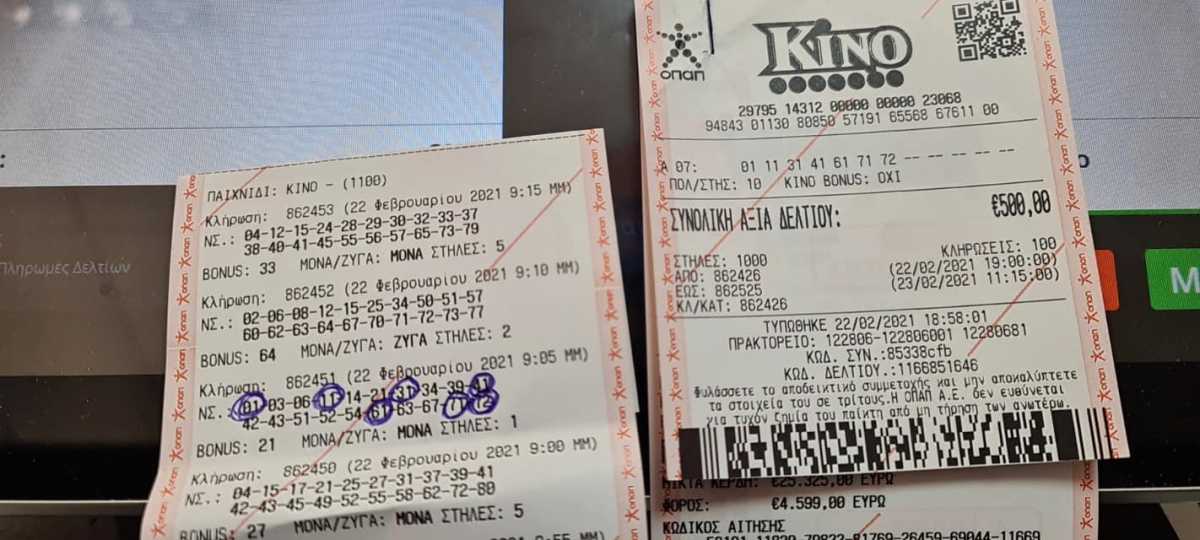 Πληρωμες Δελτίων
ΠΑΙΧΝΙΔΙ: ΚΙΝΟ - (1100)
Κλήρωση: 862453 (22 Φεβρουαρίου 2021 9:15 ΜΜ)
ΝΣ.: 04-12-15-24-28-29-30-32-33-37
38-40-41-45-55-56-57-65-73-79
BONUS: 33 ΜΟΝΑ/ΖΥΓΑ: ΜΟΝΑ ΣΤΗΛΕΣ: 5
Κλήρωση: 862452 (22 Φεβρουαρίου 2021 9:10 ΜΜ)
ΝΣ.: 02-06-08-12-15-25-34-50-51-57
60-62-63-64-67-70-71-72-73-77
BONUS: 64 ΜΟΝΑ/ΖΥΓΑ: ΖΥΓΑ ΣΤΗΛΕΣ: 2
Κλήρωση: 862451 (22 Φεβρουαρίου 2021 9:05 ΜΜ)
ΝΣ.: 01-03-06-11-14-21-31-34-39-41
42-43-51-52-54-61-63-67-71-72
BONUS: 21 ΜΟΝΑ/ΖΥΓΑ: ΜΟΝΑ ΣΤΗΛΕΣ: 1
Κλήρωση: 862450 (22 Φεβρουαρίου 2021 9:00 ΜΜ)
ΝΣ.: 04-15-17-21-25-27-31-37-39-41
42-43-45-49-52-55-58-62-72-80
BONUS: 27 ΜΟΝΑ/ΖΥΓΑ: ΜΟΝΑ ΣΤΗΛΕΣ: 5
2021 8:55 ΜΜ)
οπαπ
ΚΙΝΟ
29795 14312 00000 00000 23068
94843 01130 80850 57191 65568 67611 00
Α 07: 01 11 31 41 61 71 72 -- -- -- -- --
ΠΟΛ/ΣΤΗΣ: 10 ΚΙΝΟ BONUS: ΟΧΙ
ΣΥΝΟΛΙΚΗ ΑΞΙΑ ΔΕΛΤΙΟΥ: €500,00
ΣΤΗΛΕΣ: 1000 ΚΛΗΡΩΣΕΙΣ: 100
ΑΠΟ: 862426 (22/02/2021 19:00:00)
ΕΩΣ: 862525 (23/02/2021 11:15:00)
ΚΛ/ΚΑΤ: 862426
ΤΥΠΩΘΗΚΕ 22/02/2021 18:58:01
ΠΡΑΚΤΟΡΕΙΟ: 122806-122806001 12280681
ΚΩΔ. ΣΥΝ.:85338cfb
ΚΩΔ. ΔΕΛΤΙΟΥ.:1166851646
Φυλάσσετε το αποδεικτικό συμμετοχής και μην αποκαλύπτετε
τα στοιχεία του σε τρίτους.Η ΟΠΑΠ Α.Ε. δεν ευθύνεται
για τυχόν ζημία του παίκτη από μη τήρηση των ανωτέρω.
ΜΙΚΤΑ ΚΕΡΔΗ: €25.325,00 ΕΥΡΩ
ΦΟΡΟΣ: €4.599,00 ΕΥΡΩ
ΚΩΔΙΚΟΣ ΑΙΤΗΣΗΣ
M